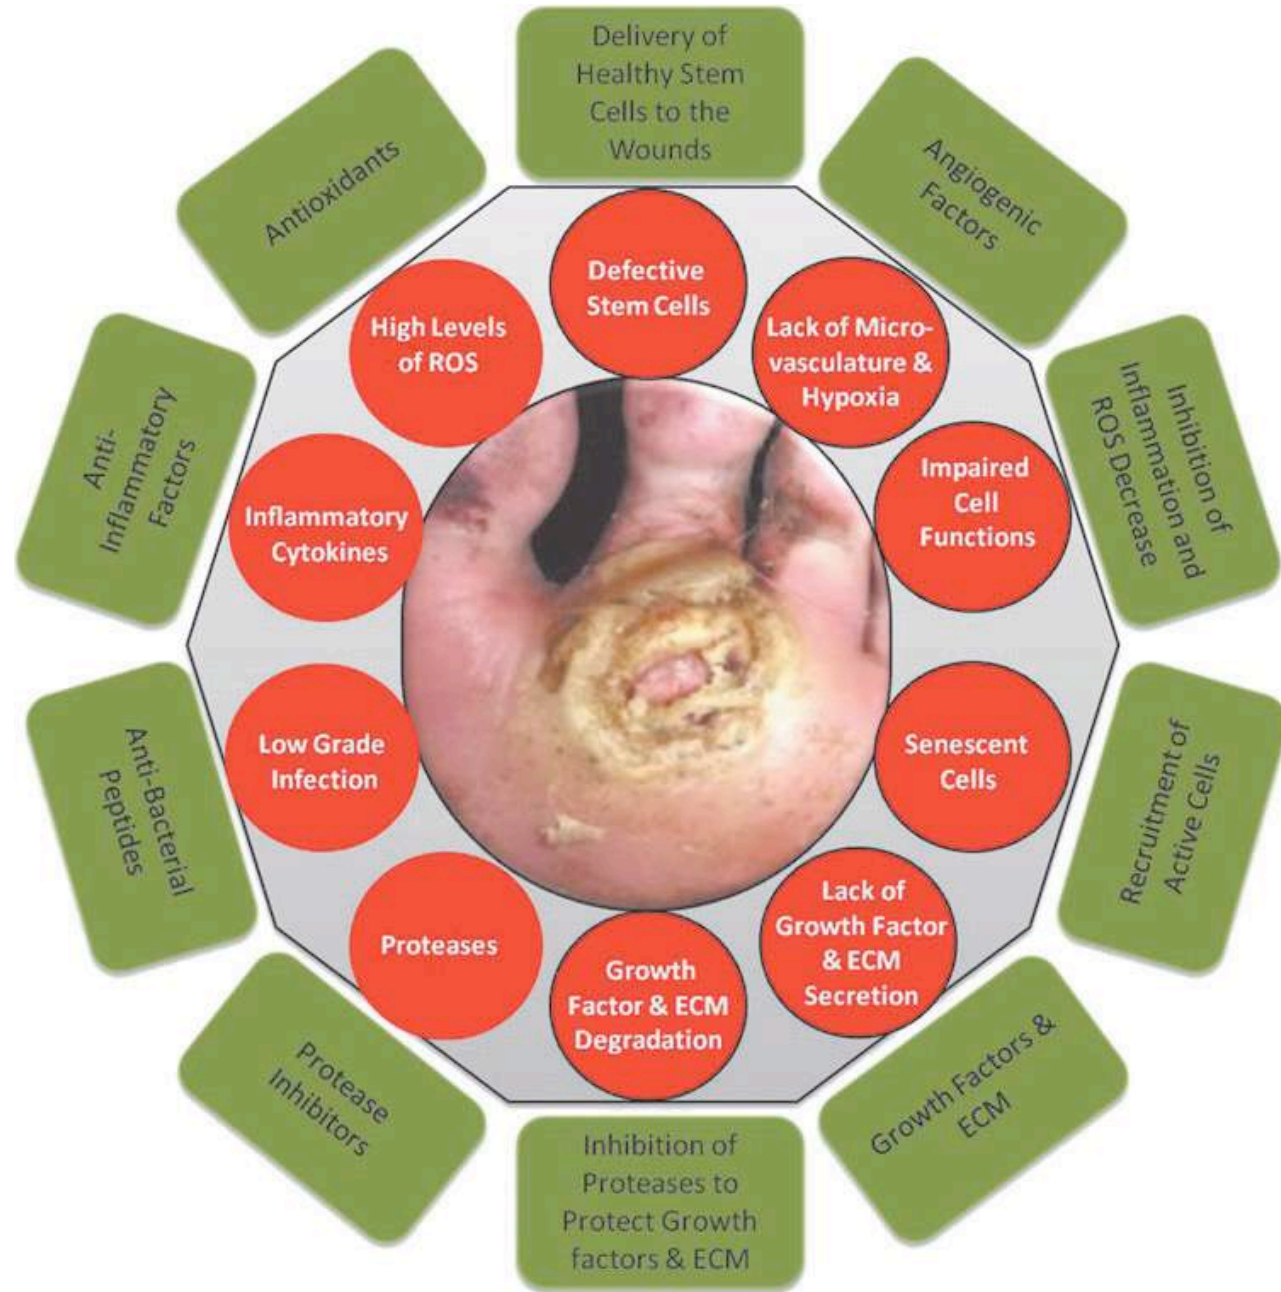 Delivery of
Healthy Stem
Cells to the
Wounds
Angiogenic
Factors
Inhibition of
Inflammation and
ROS Decrease
Recruitment of
Active Cells
Growth Factors &
ECM
Inhibition of
Proteases to
Protect Growth
factors & ECM
Protease
Inhibitors
Anti-Bacterial
Peptides
Anti-
Inflammatory
Factors
Antioxidants
Defective
Stem Cells
Lack of Micro-
vasculature &
Hypoxia
Impaired
Cell
Functions
Senescent
Cells
Lack of
Growth Factor
& ECM
Secretion
Growth
Factor & ECM
Degradation
Proteases
Low Grade
Infection
Inflammatory
Cytokines
High Levels
of ROS